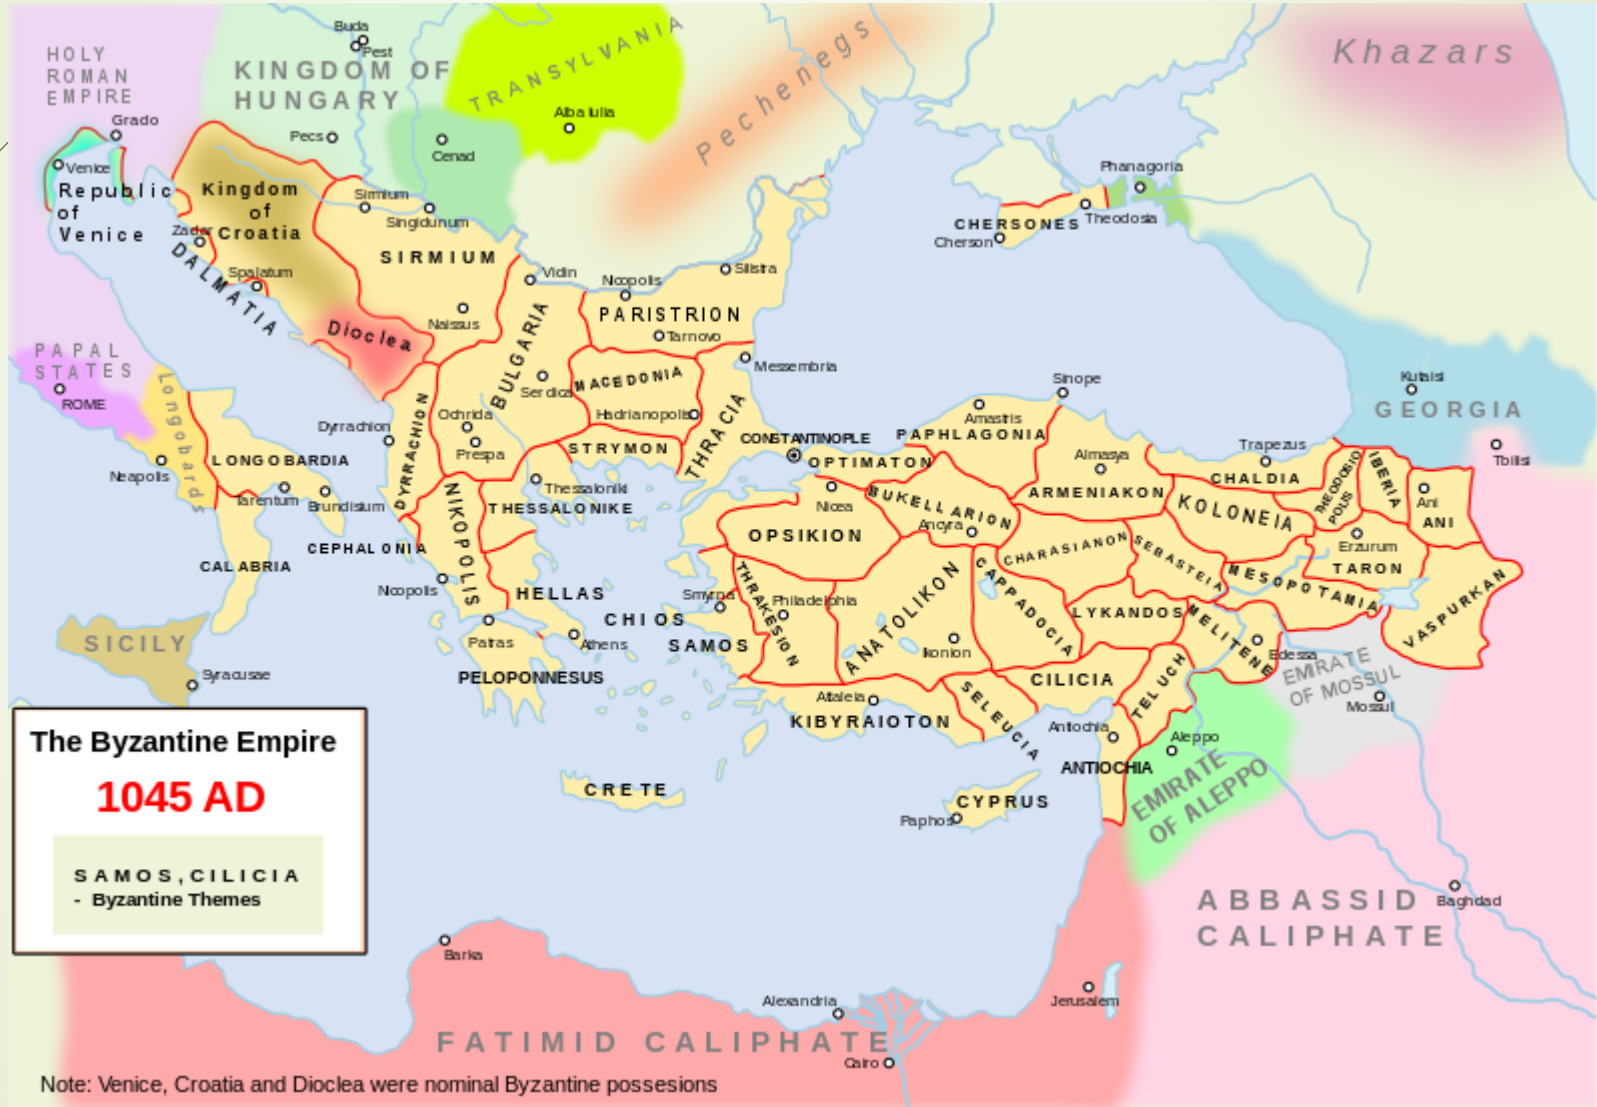 HOLY
ROMAN
EMPIRE
KINGDOM OF
HUNGARY
TRANSYLVANIA
Pechenegs
Khazars
Buda
Pest
Grado
Pecs
Cenad
Alba Iulia
Venice
Republic
of
Venice
Kingdom
of
Croatia
Zadar
DALMATIA
Spalatum
Sirmium
Singidunum
SIRMIUM
Naissus
Dioclea
Vidin
Nicopolis
Silistra
PARISTRION
Tarnovo
BULGARIA
Serdica
MACEDONIA
Hadrianopolis
Messembria
THRACIA
CHERSONES
Cherson
Theodosia
Phanagoria
PAPAL
STATES
ROME
Longobards
Neapolis
LONGOBARDIA
Tarentum
Brundisium
CALABRIA
Dyrrachion
DYRRACHION
Ochrida
Prespa
STRYMON
Thessaloniki
THESSALONIKE
NIKOPOLIS
CEPHALONIA
Nicopolis
HELLAS
CHIOS
SAMOS
Patras
Athens
PELOPONNESUS
SICILY
Syracusae
CRETE
CONSTANTINOPLE
OPTIMATON
PAPHLAGONIA
Amastris
Sinope
Nicea
BUKELLARION
Ancyra
OPSIKION
Almasya
ARMENIAKON
Trapezus
CHALDIA
KOLONEIA
THEODOSIO
POLIS
IBERIA
Ani
ANI
Kutaisi
GEORGIA
Tbilisi
Erzurum
TARON
VASPURKAN
MESOPOTAMIA
SEBASTEIA
CHARASIANON
CAPPADOCIA
LYKANDOS
MELITENE
Smyrna
THRAKESION
Philadelphia
ANATOLIKON
Ikonion
Edessa
EMIRATE
OF MOSSUL
Mossul
TELUCH
CILICIA
SELEUCIA
Attaleia
KIBYRAIOTON
Antiochia
ANTIOCHIA
Aleppo
EMIRATE
OF ALEPPO
CYPRUS
Paphos
ABBASSID
CALIPHATE
Baghdad
Jerusalem
Barka
Alexandria
FATIMID CALIPHATE
Cairo
The Byzantine Empire
1045 AD
SAMOS, CILICIA
- Byzantine Themes
Note: Venice, Croatia and Dioclea were nominal Byzantine possesions